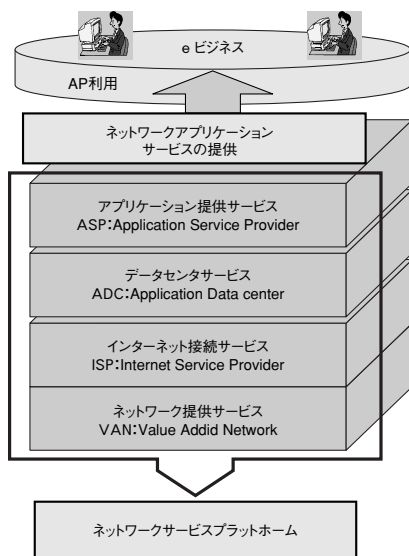 e ビジネス
AP利用
ネットワークアプリケーション
サービスの提供
アプリケーション提供サービス
ASP：Application Service Provider
データセンタサービス
ADC：Application Data center
インターネット接続サービス
ISP：Internet Service Provider
ネットワーク提供サービス
VAN：Value Addid Network
ネットワークサービスプラットホーム